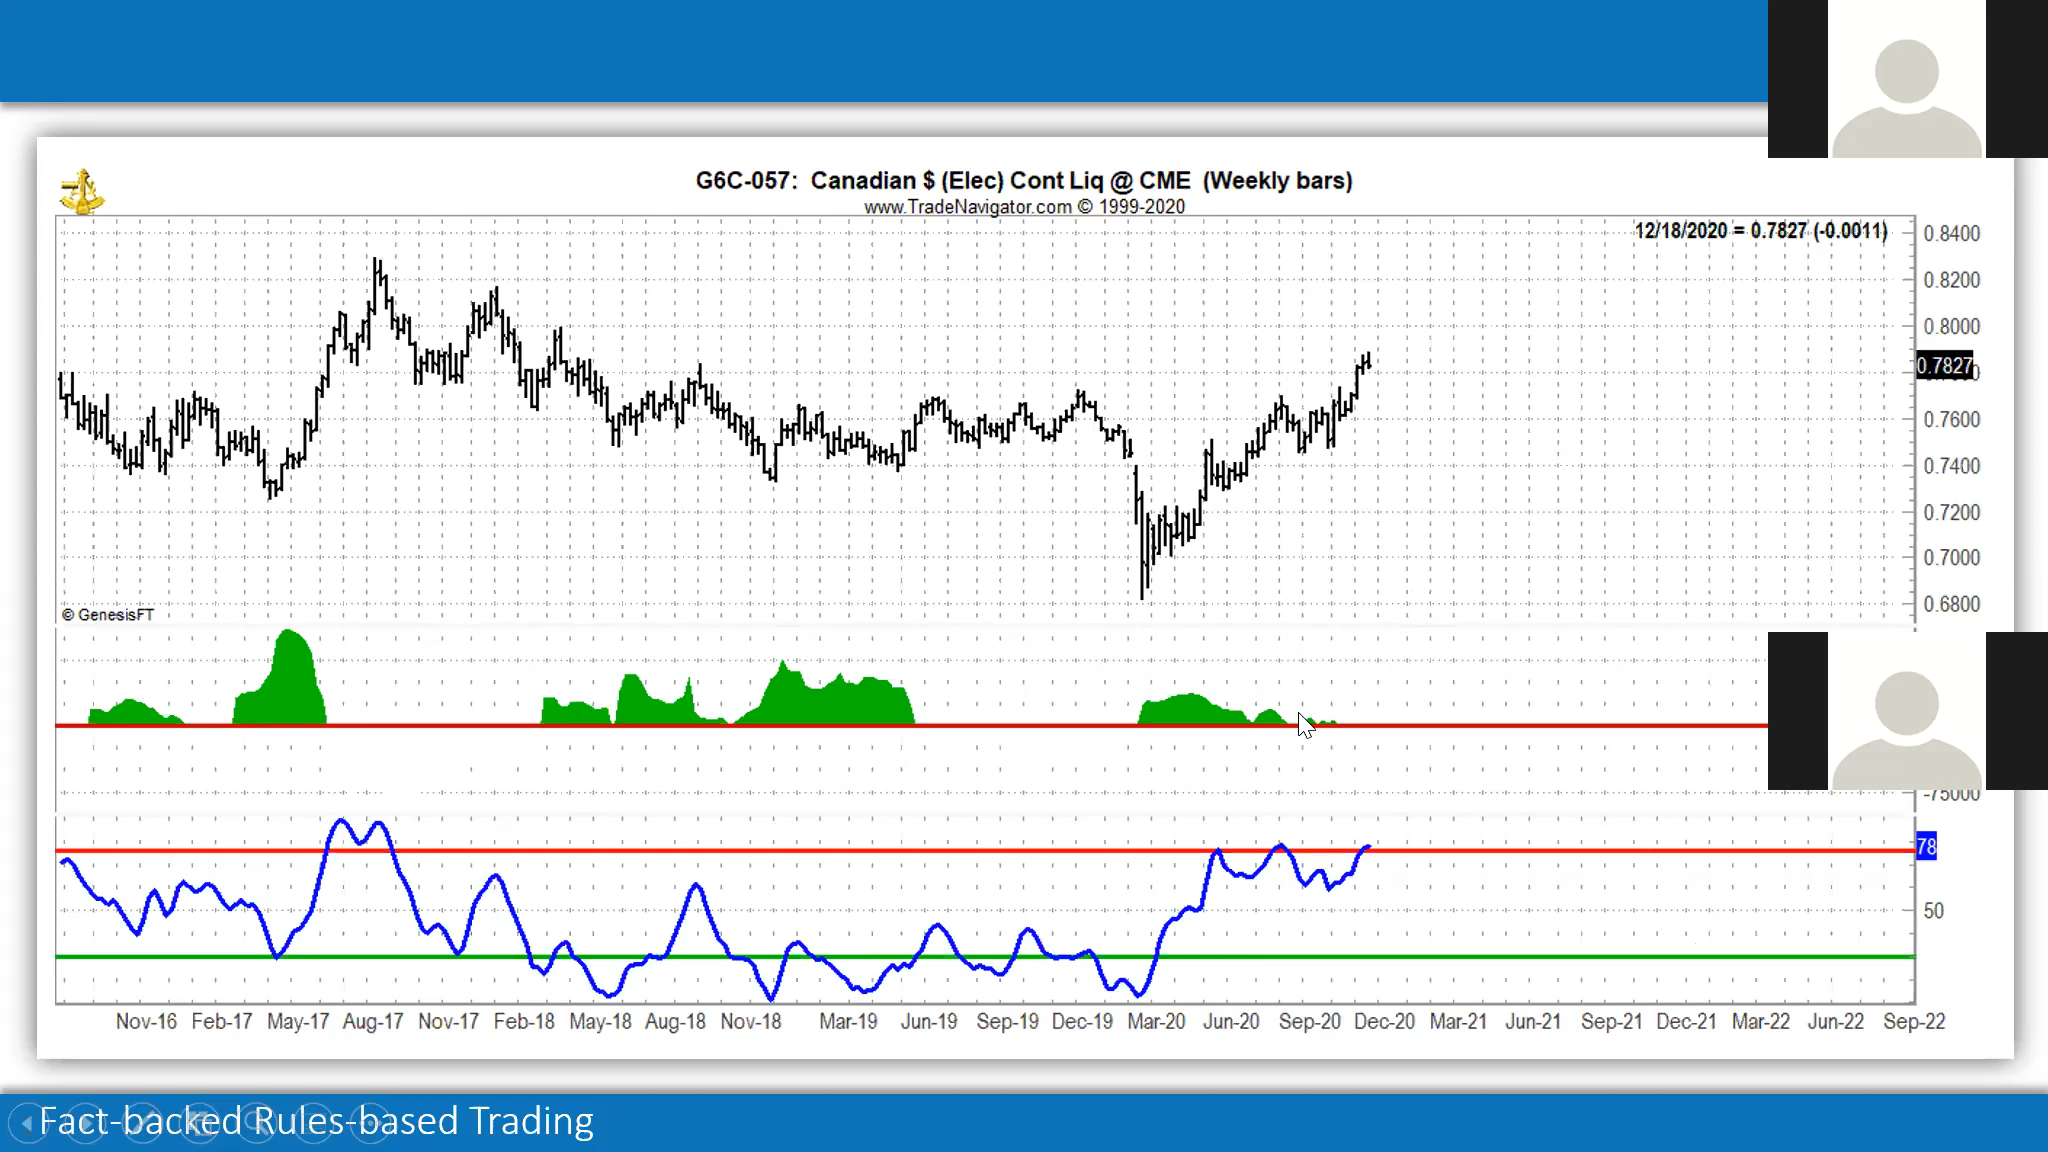 G6C-057: Canadian $ (Elec) Cont Liq @ CME (Weekly bars)
www.TradeNavigator.com © 1999-2020
12/18/2020 = 0.7827 (-0.0011)
0.8400
0.8200
0.8000
0.7827
0.7600
0.7400
0.7200
0.7000
0.6800
© GenesisFT
-75000
78
50
Nov-16 Feb-17 May-17 Aug-17 Nov-17 Feb-18 May-18 Aug-18 Nov-18 Mar-19 Jun-19 Sep-19 Dec-19 Mar-20 Jun-20 Sep-20 Dec-20 Mar-21 Jun-21 Sep-21 Dec-21 Mar-22 Jun-22 Sep-22
Fact-backed Rules-based Trading